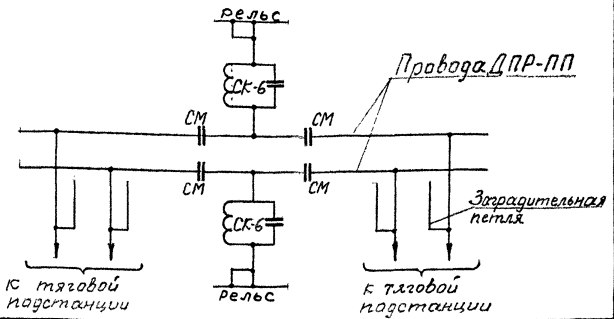 рельс
СК-6
Провода ДПР-ПП
СМ
СМ
СМ
СМ
СК-6
Заградительная
петля
рельс
к тяговой
подстанции
к тяговой
подстанции